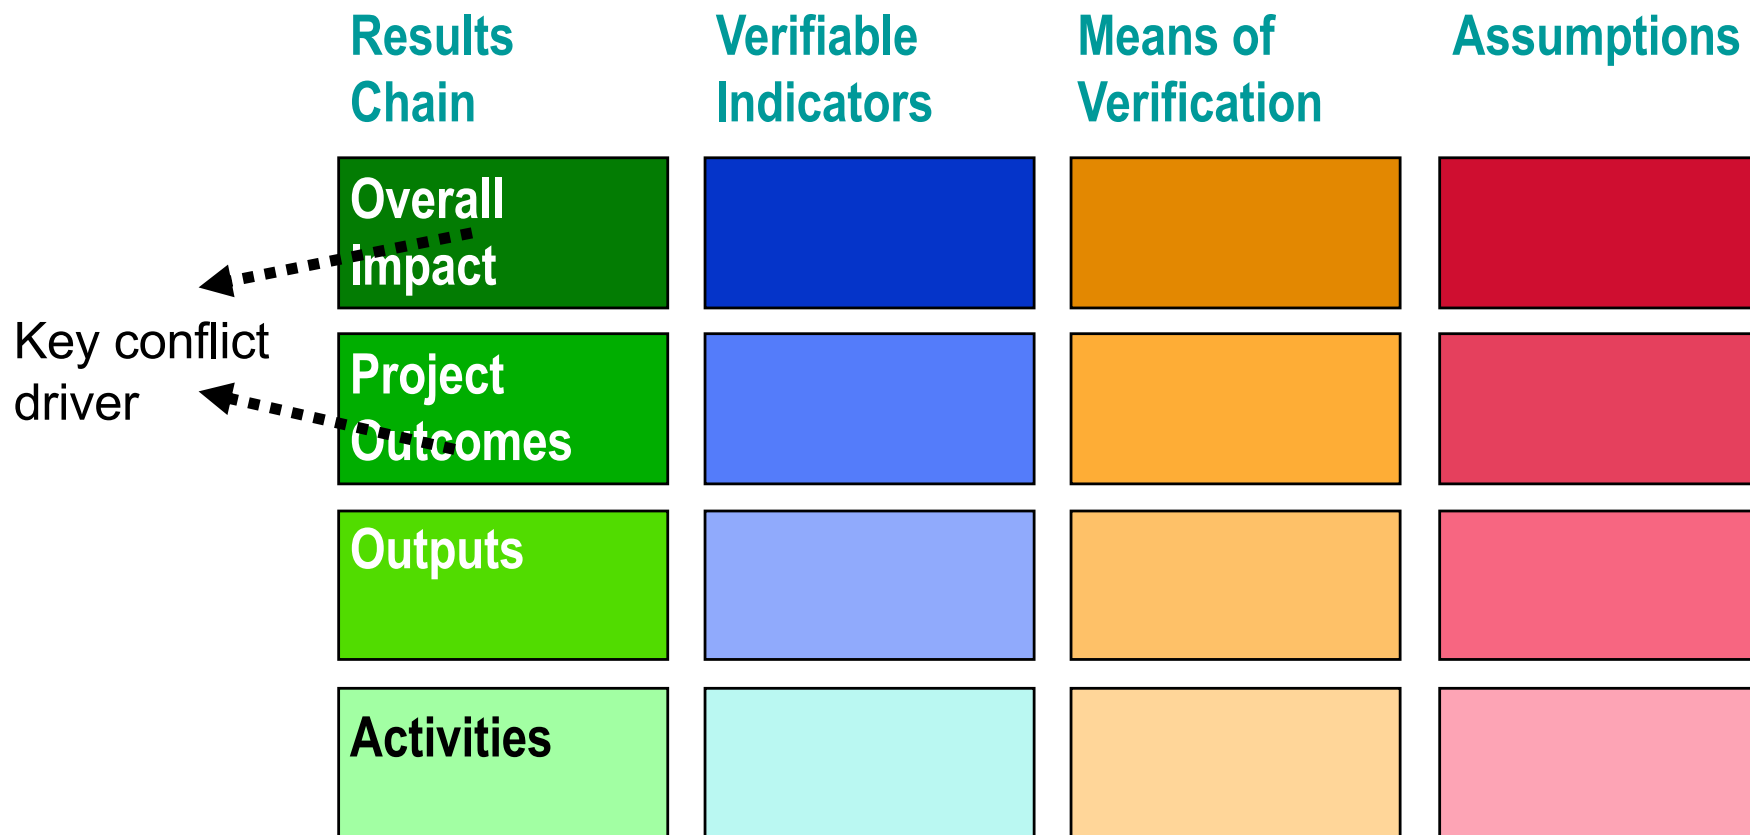 Results
Chain
Verifiable
Indicators
Means of
Verification
Assumptions
Overall
impact
Key conflict
driver
Project
Outcomes
Outputs
Activities